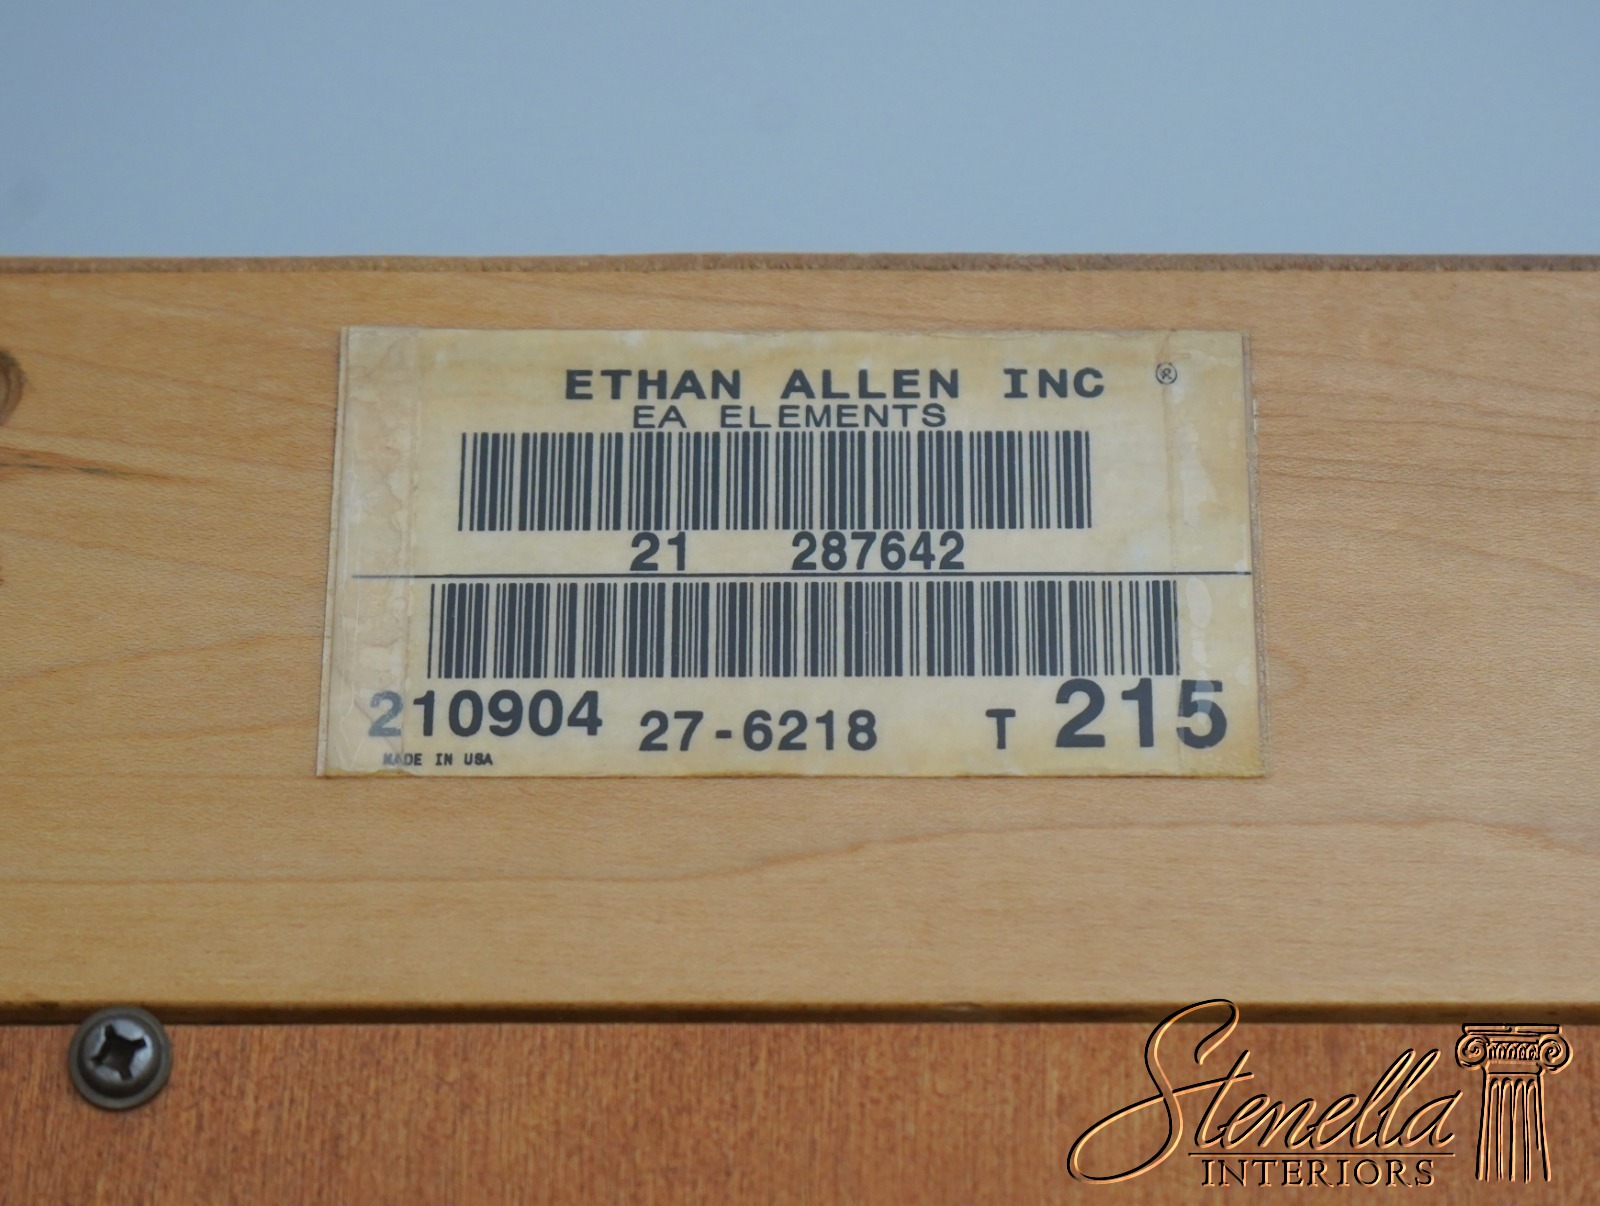 ETHAN ALLEN INC ®
EA ELEMENTS
21 287642
210904 27-6218 T 215
MADE IN USA
Stenella
INTERIORS